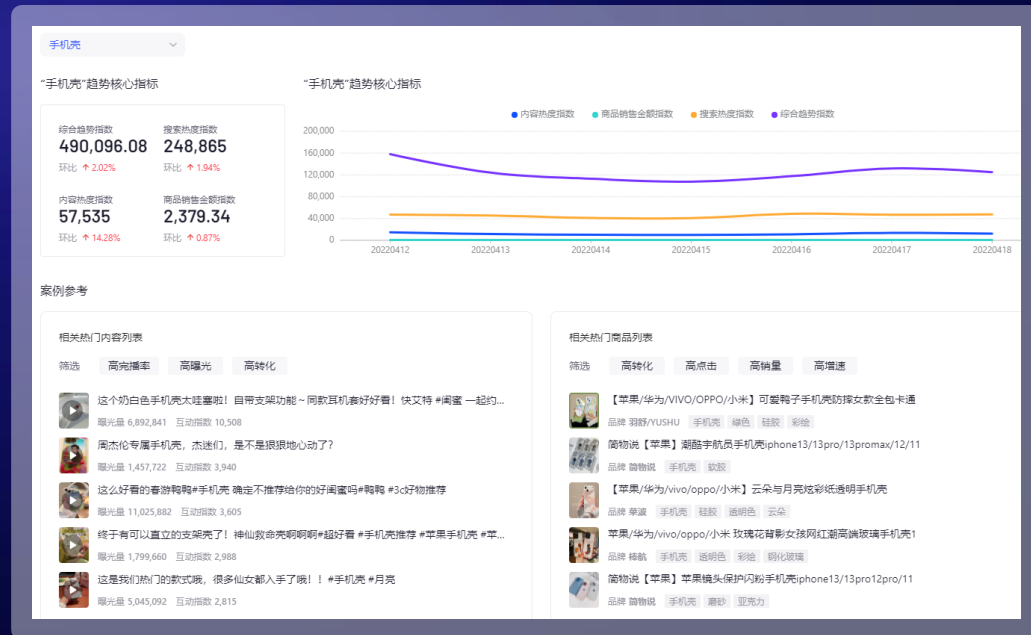 手机壳
"手机壳"趋势核心指标
综合趋势指数 搜索热度指数
490,096.08 248,865
环比 ↑ 2.02% 环比 ↑ 1.94%
内容热度指数 商品销售金额指数
57,535 2,379.34
环比 ↑ 14.28% 环比 ↑ 0.87%
"手机壳"趋势核心指标
内容热度指数 商品销售金额指数 搜索热度指数 综合趋势指数
200,000
160,000
120,000
80,000
40,000
0
20220412 20220413 20220414 20220415 20220416 20220417 20220418
案例参考
相关热门内容列表
筛选 高完播率 高曝光 高转化
这个奶白色手机壳太哇塞啦！自带支架功能~同款耳机套好好看！快艾特 #闺蜜 一起约...
曝光量 6,892,841 互动指数 10,508
周杰伦专属手机壳，杰迷们，是不是狠狠地心动了?
曝光量 1,457,722 互动指数 3,940
这么好看的春游鸭鸭#手机壳 确定不推荐给你的好闺蜜吗#鸭鸭 #3c好物推荐
曝光量 11,025,882 互动指数 3,605
终于有可以直立的支架壳了！神仙救命壳啊啊啊#超好看 #手机壳推荐 #苹果手机壳 #苹...
曝光量 1,799,660 互动指数 2,988
这是我们热门的款式哦，很多仙女都入手了哦！！#手机壳 #月亮
曝光量 5,045,092 互动指数 2,815
相关热门商品列表
筛选 高转化 高点击 高销量 高增速
【苹果/华为/VIVO/OPPO/小米】可爱鸭子手机壳防摔女款全包卡通
品牌 羽舒/YUSHU 手机壳 绿色 硅胶 彩绘
简物说【苹果】潮酷宇航员手机壳iphone13/13pro/13promax/12/11
品牌 简物说 手机壳 软胶
【苹果/华为/vivo/oppo/小米】云朵与月亮炫彩纸透明手机壳
品牌 莱波 手机壳 硅胶 透明色 云朵
苹果/华为/vivo/oppo/小米 玫瑰花背影女孩网红潮高端玻璃手机壳1
品牌 稀航 手机壳 透明色 彩绘 钢化玻璃
简物说【苹果】苹果镜头保护闪粉手机壳iphone13/13pro12pro/11
品牌 简物说 手机壳 磨砂 亚克力